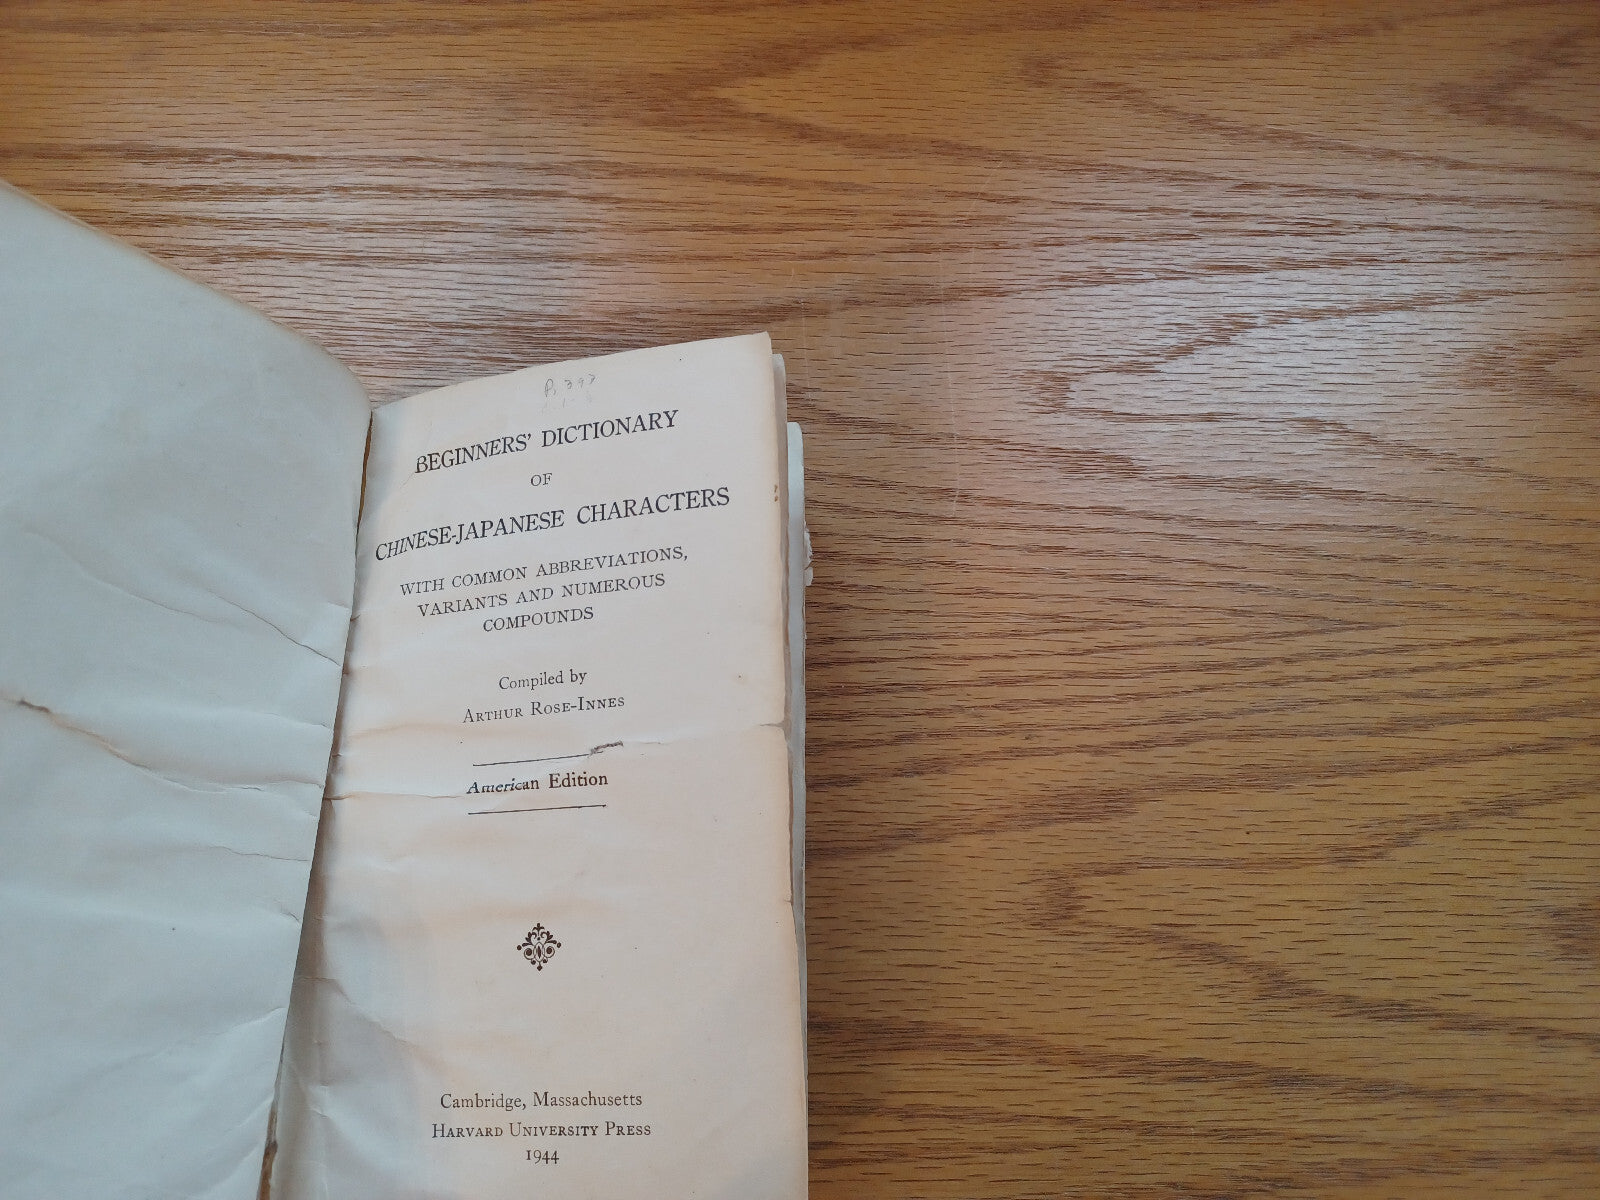 P. 393
BEGINNERS' DICTIONARY
OF
CHINESE-JAPANESE CHARACTERS
WITH COMMON ABBREVIATIONS,
VARIANTS AND NUMEROUS
COMPOUNDS
Compiled by
ARTHUR ROSE-INNES
American Edition
Cambridge, Massachusetts
HARVARD UNIVERSITY PRESS
1944